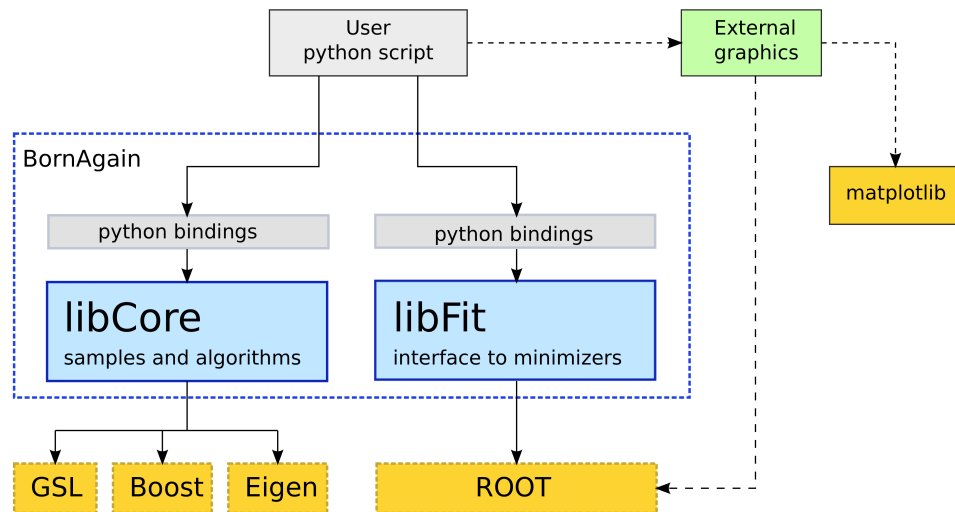 User
python script
External
graphics
BornAgain
matplotlib
python bindings
python bindings
libCore
samples and algorithms
libFit
interface to minimizers
GSL
Boost
Eigen
ROOT